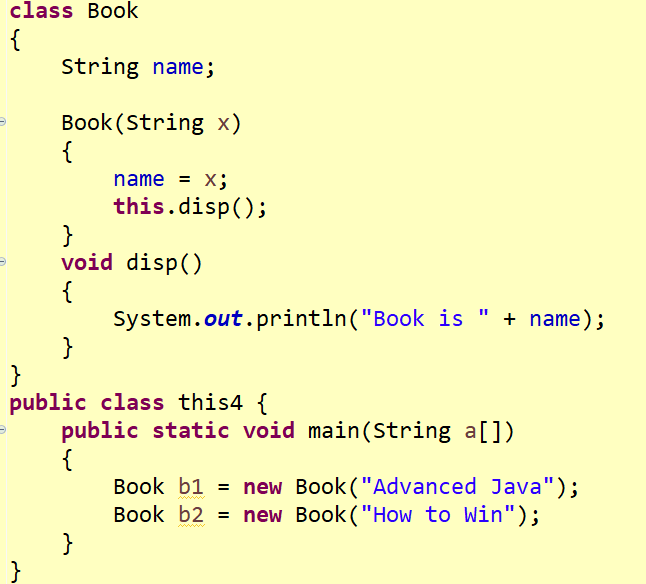 class Book
{
    String name;

    Book(String x)
    {
        name = x;
        this.disp();
    }
    void disp()
    {
        System.out.println("Book is " + name);
    }
}
public class this4 {
    public static void main(String a[])
    {
        Book b1 = new Book("Advanced Java");
        Book b2 = new Book("How to Win");
    }
}